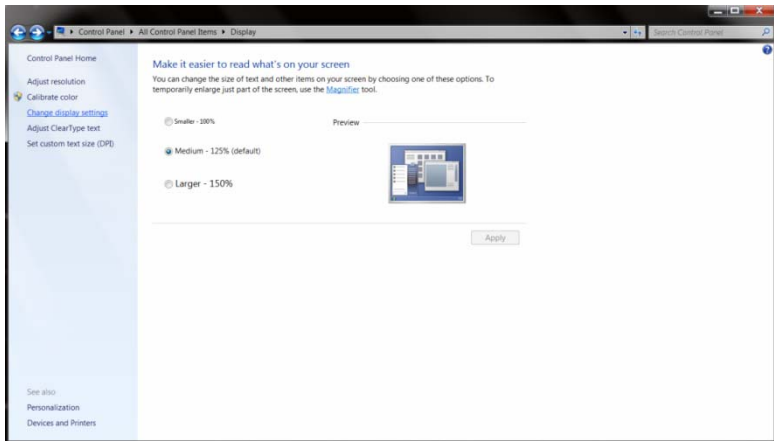 Control Panel All Control Panel Items Display
Search Control Panel
Control Panel Home
Adjust resolution
Calibrate color
Change display settings
Adjust ClearType text
Set custom text size (DPI)
Make it easier to read what's on your screen
You can change the size of text and other items on your screen by choosing one of these options. To
temporarily enlarge just part of the screen, use the Magnifier tool.
Smaller - 100%
Preview
Medium - 125% (default)
Larger - 150%
Apply
See also
Personalization
Devices and Printers